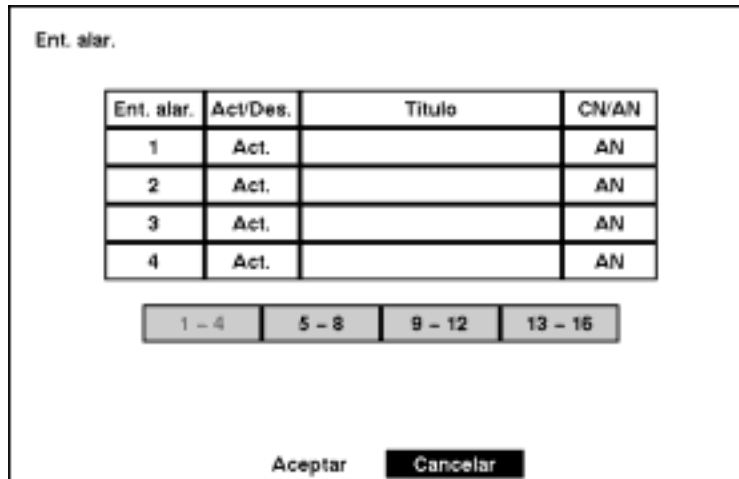 Ent. alar.
Ent. alar. Act/Des. Título CN/AN
1 Act. AN
2 Act. AN
3 Act. AN
4 Act. AN
1 – 4 5 – 8 9 – 12 13 – 16
Aceptar Cancelar